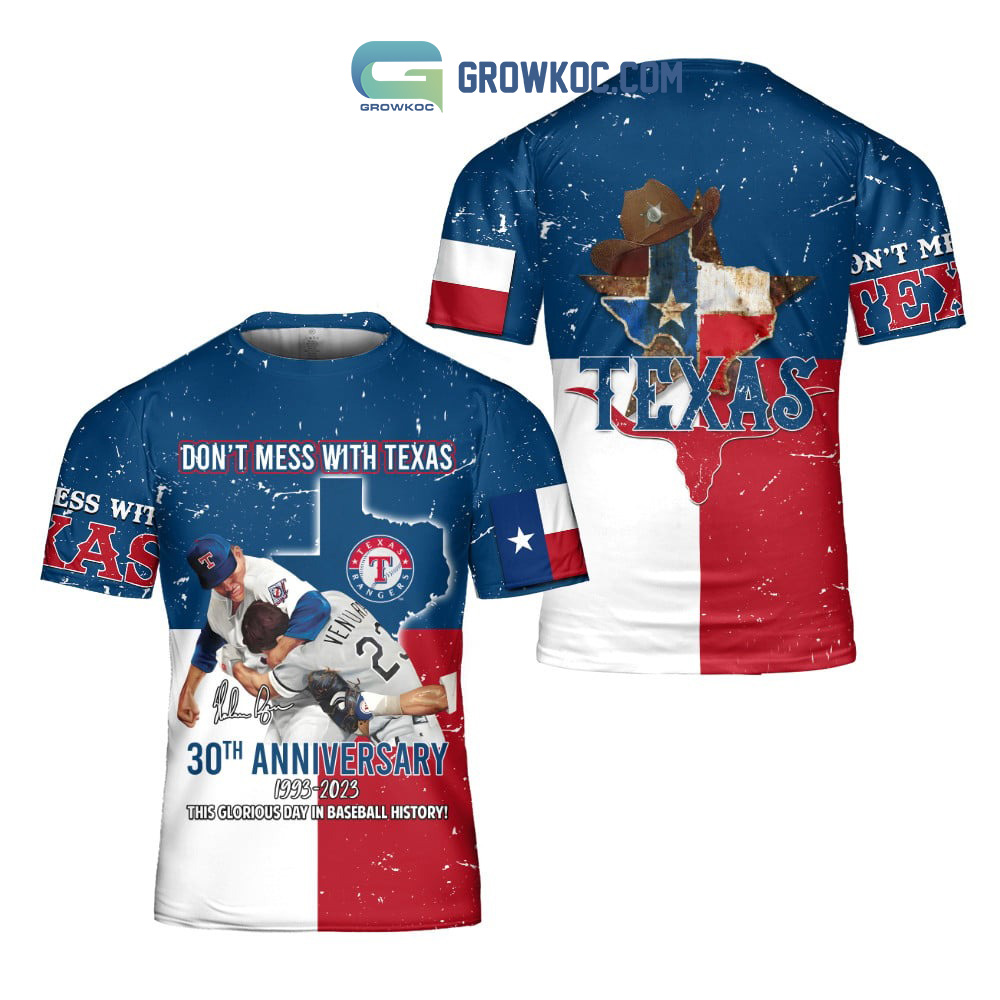 GROWKOC
GROWKOC.COM
ON'T ME
TEX
TEXAS
DON'T MESS WITH TEXAS
ESS WIT
XAS
T
TEXAS
T
RANGERS
VENURA
23
30TH ANNIVERSARY
1993-2023
THIS GLORIOUS DAY IN BASEBALL HISTORY!